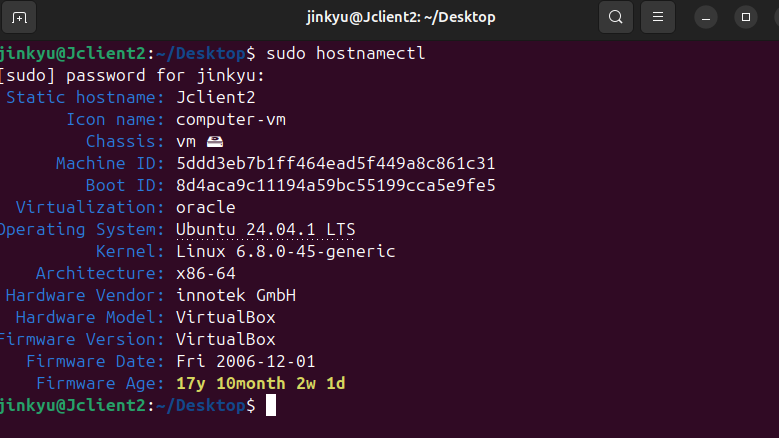 jinkyu@Jclient2: ~/Desktop
jinkyu@Jclient2:~/Desktop$ sudo hostnamectl
[sudo] password for jinkyu:
Static hostname: Jclient2
Icon name: computer-vm
Chassis: vm 🖴
Machine ID: 5ddd3eb7b1ff464ead5f449a8c861c31
Boot ID: 8d4aca9c11194a59bc55199cca5e9fe5
Virtualization: oracle
Operating System: Ubuntu 24.04.1 LTS
Kernel: Linux 6.8.0-45-generic
Architecture: x86-64
Hardware Vendor: innotek GmbH
Hardware Model: VirtualBox
Firmware Version: VirtualBox
Firmware Date: Fri 2006-12-01
Firmware Age: 17y 10month 2w 1d
jinkyu@Jclient2:~/Desktop$